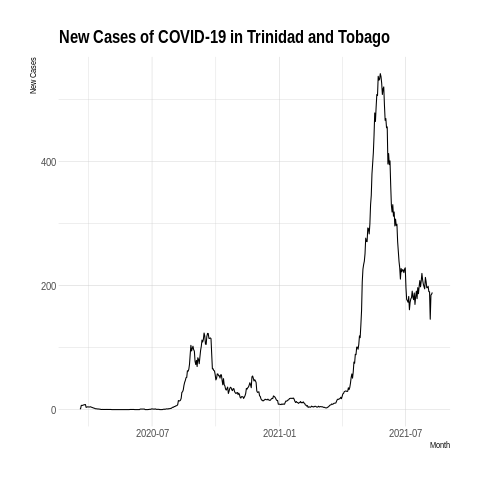 New Cases of COVID-19 in Trinidad and Tobago
New Cases
400
200
0
2020-07
2021-01
2021-07
Month